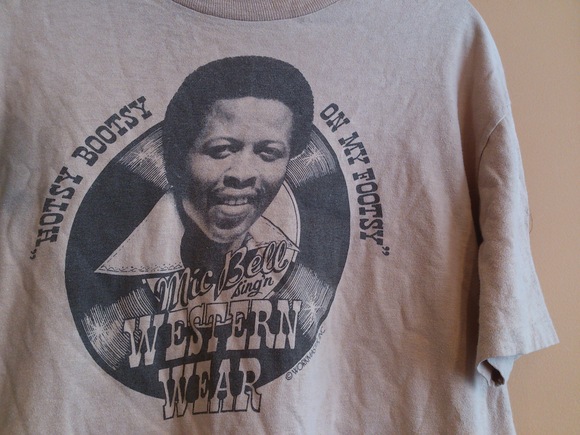 "HOTSY BOOTSY
ON MY FOOTSY"
Mic Bell
sing'n
WESTERN
WEAR